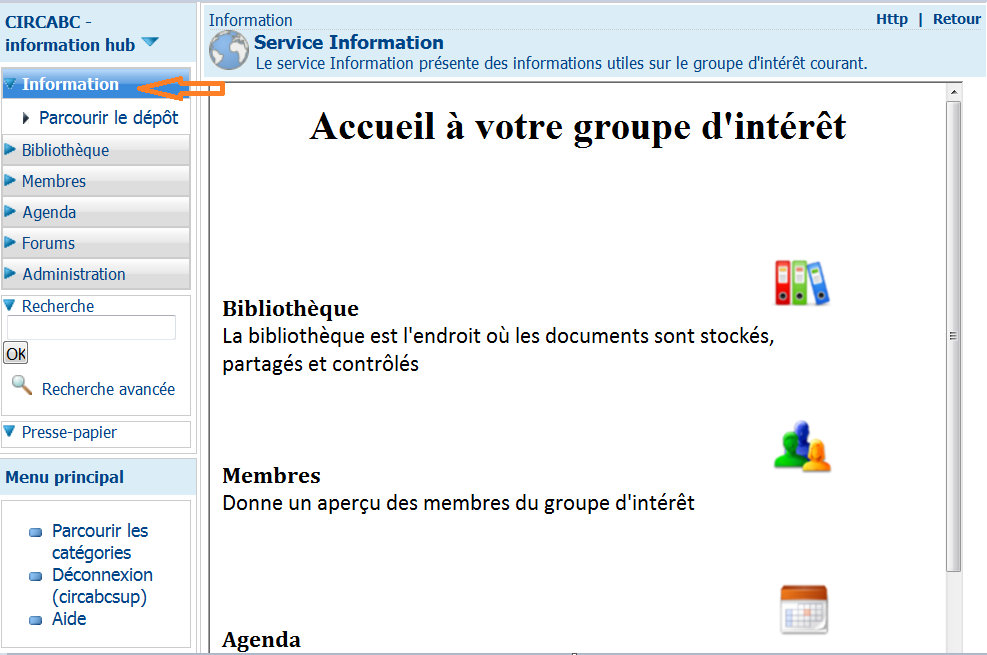 CIRCABC -
information hub
Information
Parcourir le dépôt
Bibliothèque
Membres
Agenda
Forums
Administration
Recherche
OK
Recherche avancée
Presse-papier
Menu principal
Parcourir les
catégories
Déconnexion
(circabcsup)
Aide
Information
Http | Retour
Service Information
Le service Information présente des informations utiles sur le groupe d'intérêt courant.
Accueil à votre groupe d'intérêt
Bibliothèque
La bibliothèque est l'endroit où les documents sont stockés,
partagés et contrôlés
Membres
Donne un aperçu des membres du groupe d'intérêt
Agenda